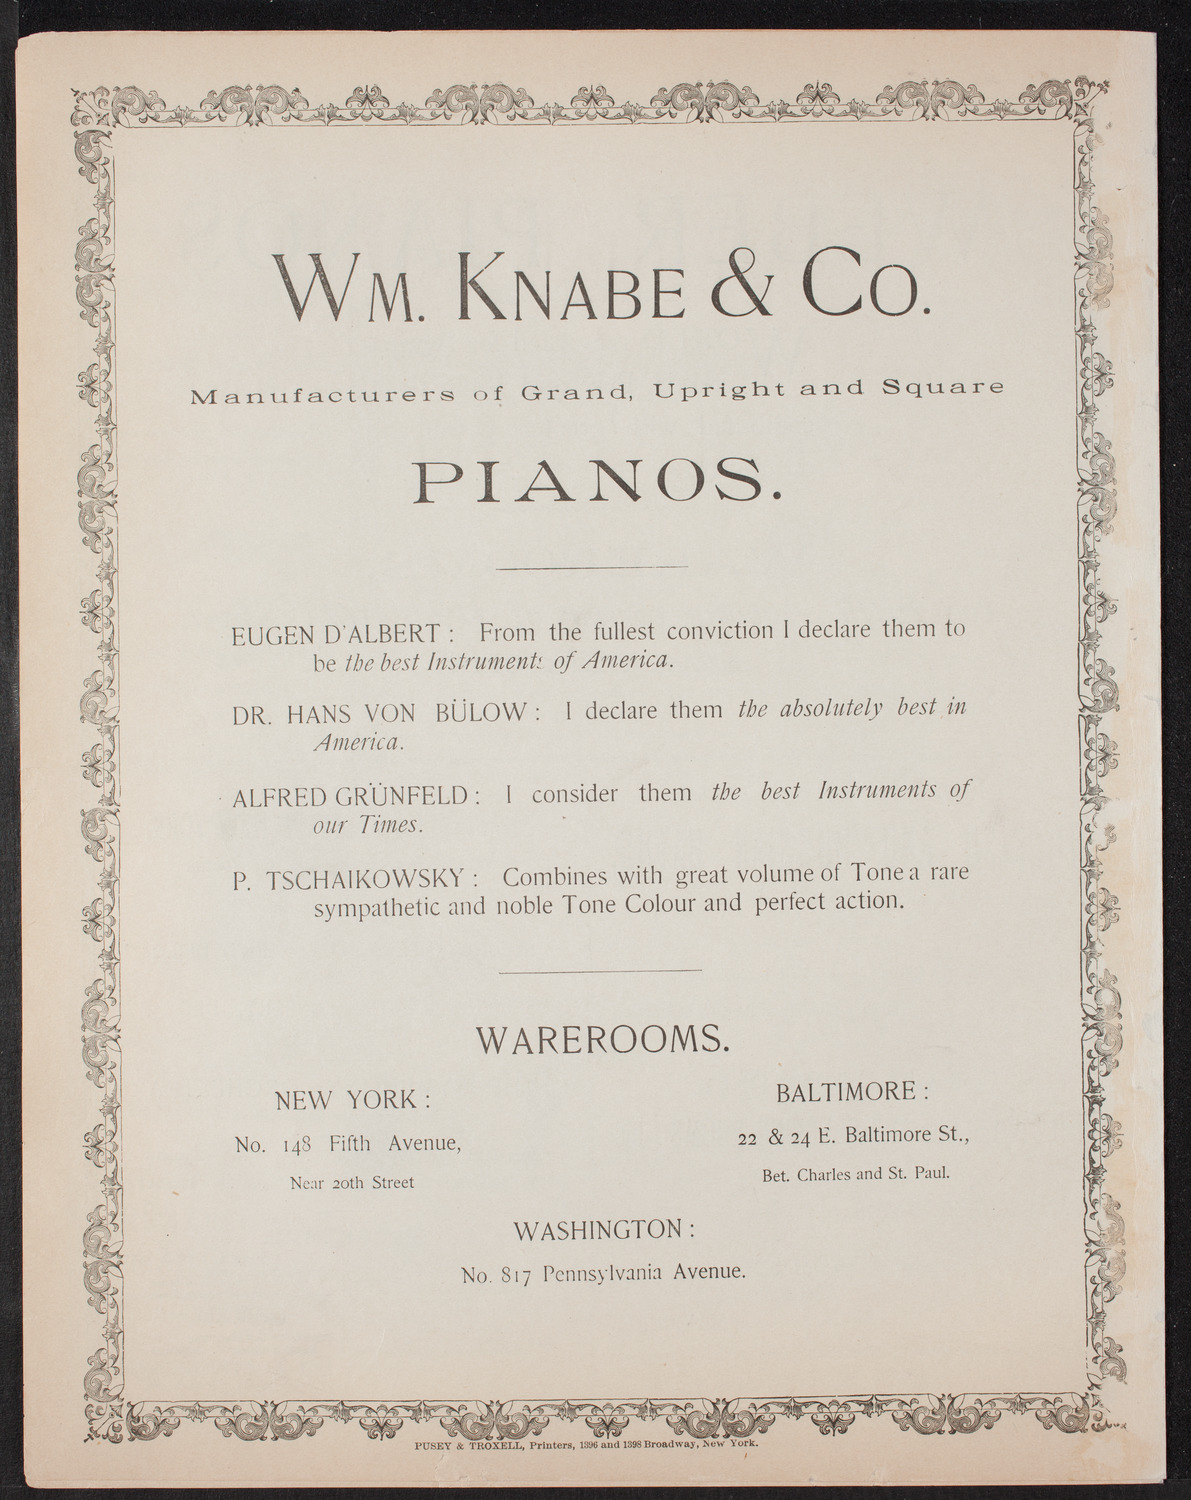 WM. KNABE & CO.
Manufacturers of Grand, Upright and Square
PIANOS.
EUGEN D'ALBERT : From the fullest conviction I declare them to
be the best Instruments of America.
DR. HANS VON BÜLOW : I declare them the absolutely best in
America.
ALFRED GRÜNFELD : I consider them the best Instruments of
our Times.
P. TSCHAIKOWSKY : Combines with great volume of Tone a rare
sympathetic and noble Tone Colour and perfect action.
WAREROOMS.
NEW YORK :
No. 148 Fifth Avenue,
Near 20th Street
BALTIMORE :
22 & 24 E. Baltimore St.,
Bet. Charles and St. Paul.
WASHINGTON :
No. 817 Pennsylvania Avenue.
PUSEY & TROXELL, Printers, 1396 and 1398 Broadway, New York.